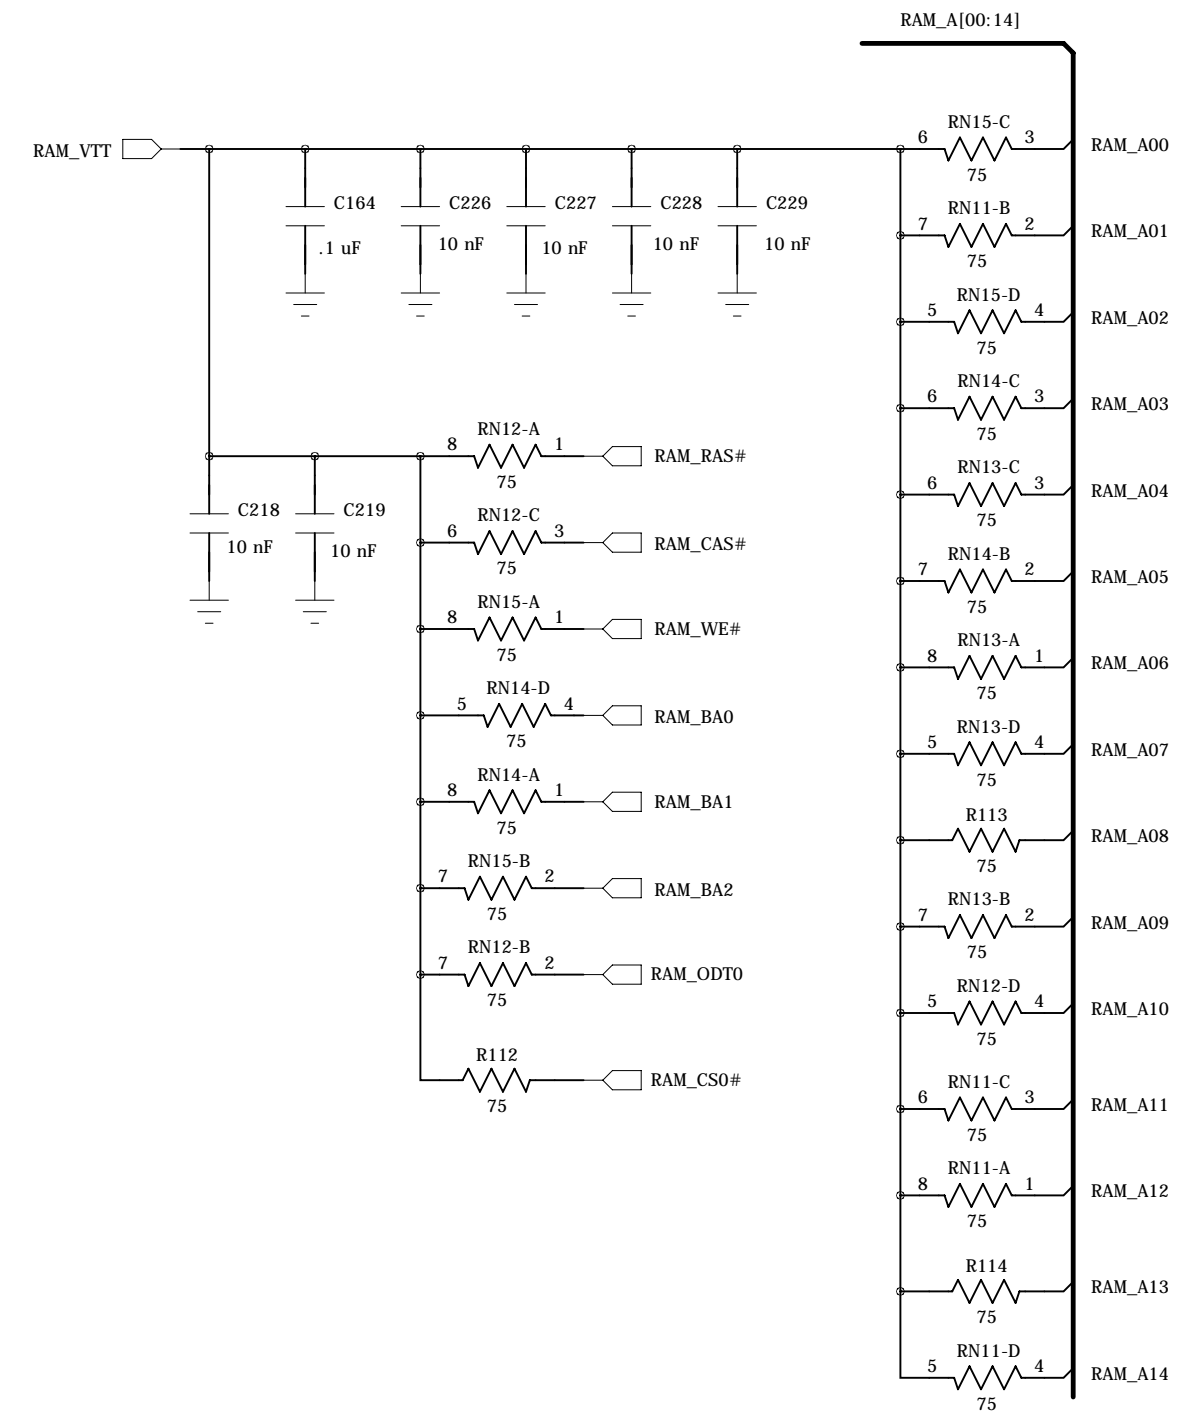 RAM_A[00:14]
RAM_VTT
C164
.1 uF
C226
10 nF
C227
10 nF
C228
10 nF
C229
10 nF
C218
10 nF
C219
10 nF
RN12-A
8 1
75
RAM_RAS#
RN12-C
6 3
75
RAM_CAS#
RN15-A
8 1
75
RAM_WE#
RN14-D
5 4
75
RAM_BA0
RN14-A
8 1
75
RAM_BA1
RN15-B
7 2
75
RAM_BA2
RN12-B
7 2
75
RAM_ODT0
R112
75
RAM_CS0#
RN15-C
6 3
75
RAM_A00
RN11-B
7 2
75
RAM_A01
RN15-D
5 4
75
RAM_A02
RN14-C
6 3
75
RAM_A03
RN13-C
6 3
75
RAM_A04
RN14-B
7 2
75
RAM_A05
RN13-A
8 1
75
RAM_A06
RN13-D
5 4
75
RAM_A07
R113
75
RAM_A08
RN13-B
7 2
75
RAM_A09
RN12-D
5 4
75
RAM_A10
RN11-C
6 3
75
RAM_A11
RN11-A
8 1
75
RAM_A12
R114
75
RAM_A13
RN11-D
5 4
75
RAM_A14